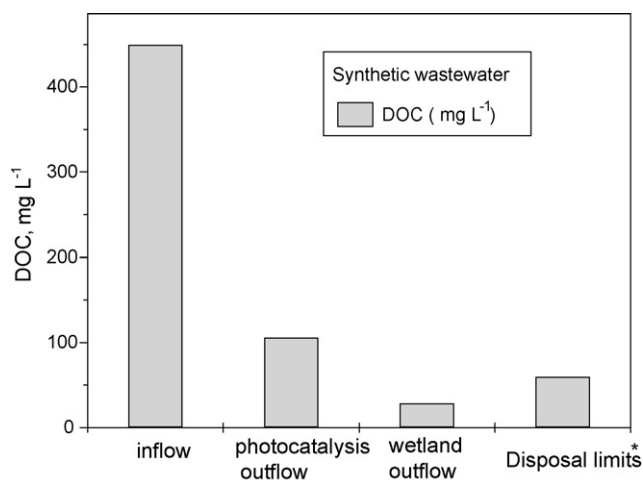 Synthetic wastewater
DOC ( mg L⁻¹)
DOC, mg L⁻¹
400
300
200
100
0
inflow
photocatalysis
outflow
wetland
outflow
Disposal limits*